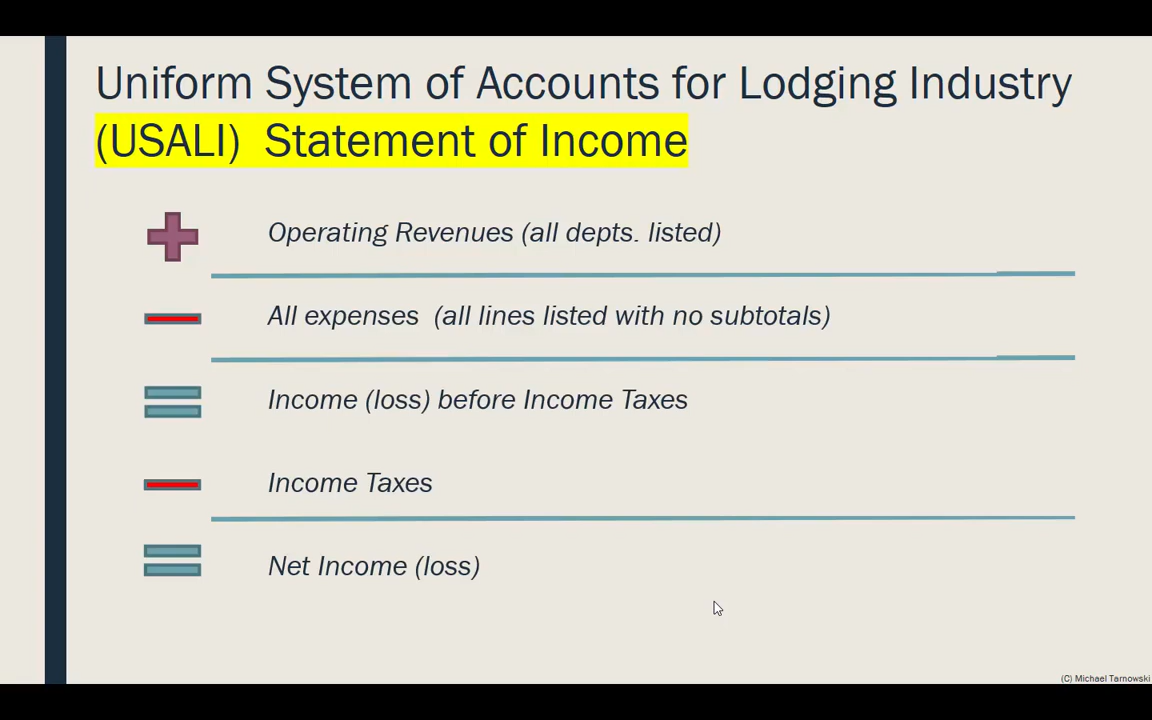 Uniform System of Accounts for Lodging Industry
(USALI) Statement of Income
Operating Revenues (all depts. listed)
All expenses (all lines listed with no subtotals)
Income (loss) before Income Taxes
Income Taxes
Net Income (loss)
(C) Michael Tarnowski